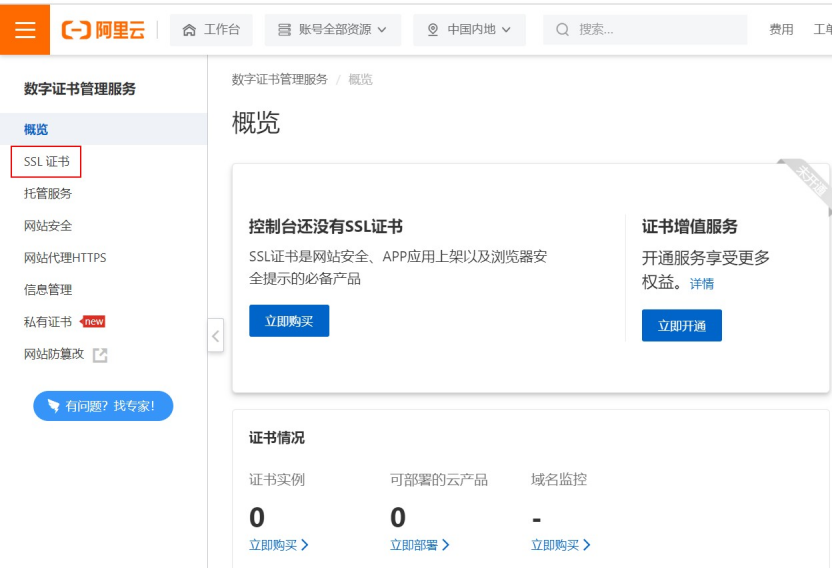 阿里云
工作台
账号全部资源
中国内地
搜索...
费用
工单
数字证书管理服务
概览
SSL 证书
托管服务
网站安全
网站代理HTTPS
信息管理
私有证书 new
网站防篡改
有问题？找专家！
数字证书管理服务 / 概览
概览
未开通
控制台还没有SSL证书
SSL证书是网站安全、APP应用上架以及浏览器安
全提示的必备产品
立即购买
证书增值服务
开通服务享受更多
权益。详情
立即开通
证书情况
证书实例
可部署的云产品
域名监控
0
0
-
立即购买
立即部署
立即购买